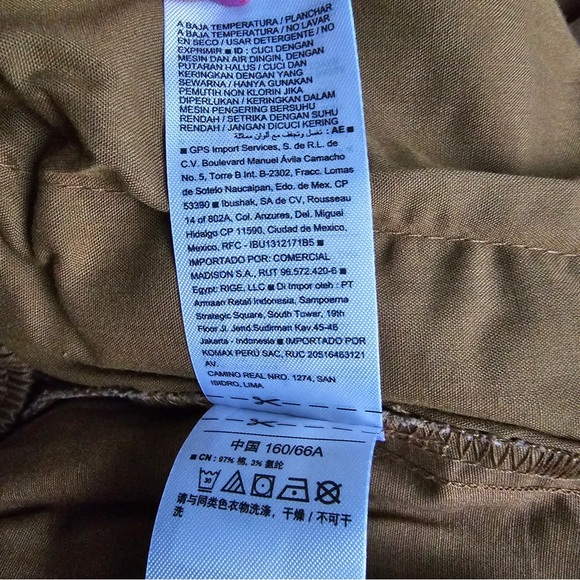 A BAJA TEMPERATURA / PLANCHAR
A BAJA TEMPERATURA / NO LAVAR
EN SECO / USAR DETERGENTE / NO
EXPRIMIR ■ ID : CUCI DENGAN
MESIN DAN AIR DINGIN, DENGAN
PUTARAN HALUS / CUCI DAN
KERINGKAN DENGAN YANG
SEWARNA / HANYA GUNAKAN
PEMUTIH NON KLORIN JIKA
DIPERLUKAN / KERINGKAN DALAM
MESIN PENGERING BERSUHU
RENDAH / SETRIKA DENGAN SUHU
RENDAH / JANGAN DICUCI KERING
■ AE : تغسل وتجفف مع ألوان مماثلة
■ GPS Import Services, S. de R.L. de
C.V. Boulevard Manuel Ávila Camacho
No. 5, Torre B Int. B-2302, Fracc. Lomas
de Sotelo Naucalpan, Edo. de Mex. CP
53390 ■ Ibushak, SA de CV, Rousseau
14 of 802A, Col. Anzures, Del. Miguel
Hidalgo CP 11590, Ciudad de Mexico,
Mexico, RFC - IBU1312171B5 ■
IMPORTADO POR: COMERCIAL
MADISON S.A., RUT 96.572.420-6 ■
Egypt: RIGE, LLC ■ Di Impor oleh : PT
Armaan Retail Indonesia, Sampoerna
Strategic Square, South Tower, 19th
Floor Jl. Jend.Sudirman Kav.45-46
Jakarta - Indonesia ■ IMPORTADO POR
KOMAX PERÚ SAC, RUC 20516463121
AV.
CAMINO REAL NRO. 1274, SAN
ISIDRO, LIMA
中国 160/66A
■ CN : 97% 棉, 3% 氨纶
30
请与同类色衣物洗涤, 干燥 / 不可干
洗